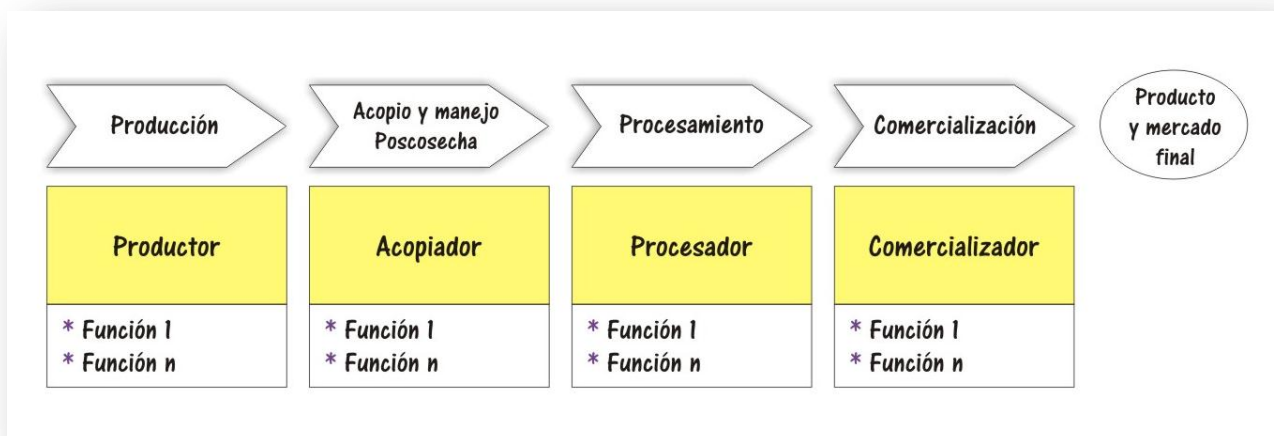 Producción
Acopio y manejo
Poscosecha
Procesamiento
Comercialización
Producto
y mercado
final
Productor
Acopiador
Procesador
Comercializador
* Función 1
* Función n
* Función 1
* Función n
* Función 1
* Función n
* Función 1
* Función n